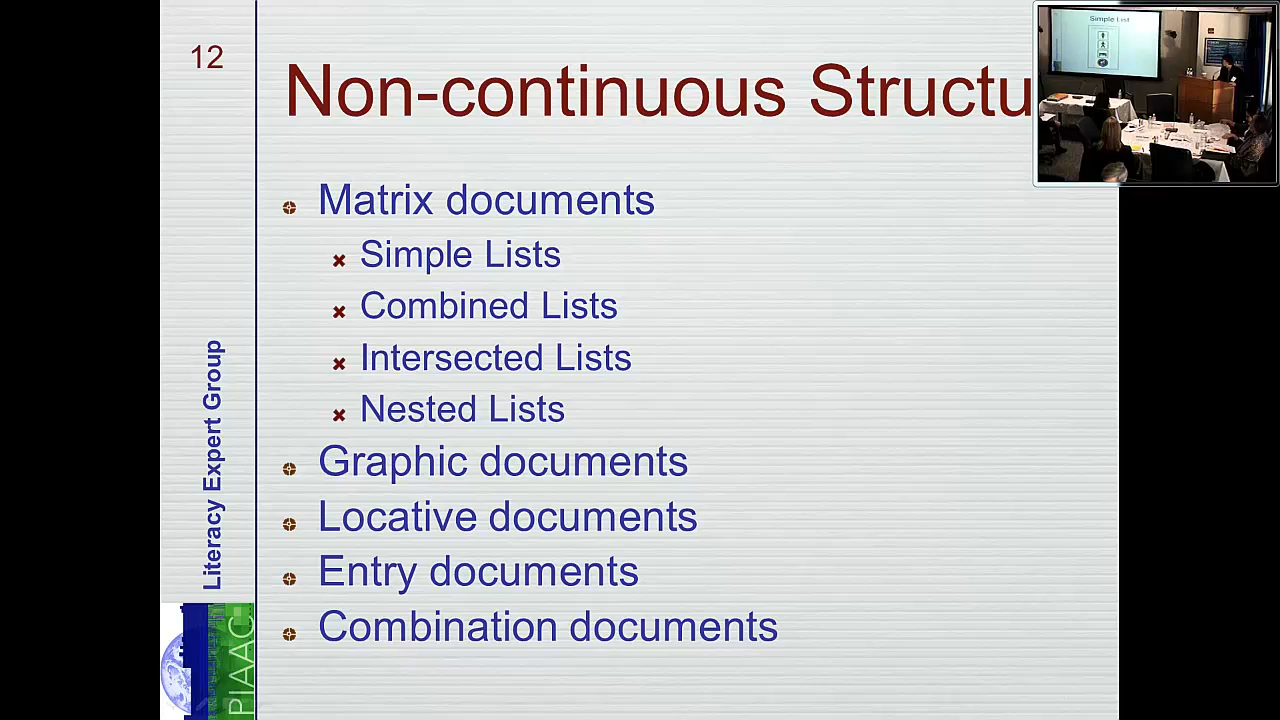 12
Non-continuous Structu
Simple List
Matrix documents
Simple Lists
Combined Lists
Intersected Lists
Nested Lists
Graphic documents
Locative documents
Entry documents
Combination documents
Literacy Expert Group
PIAAC